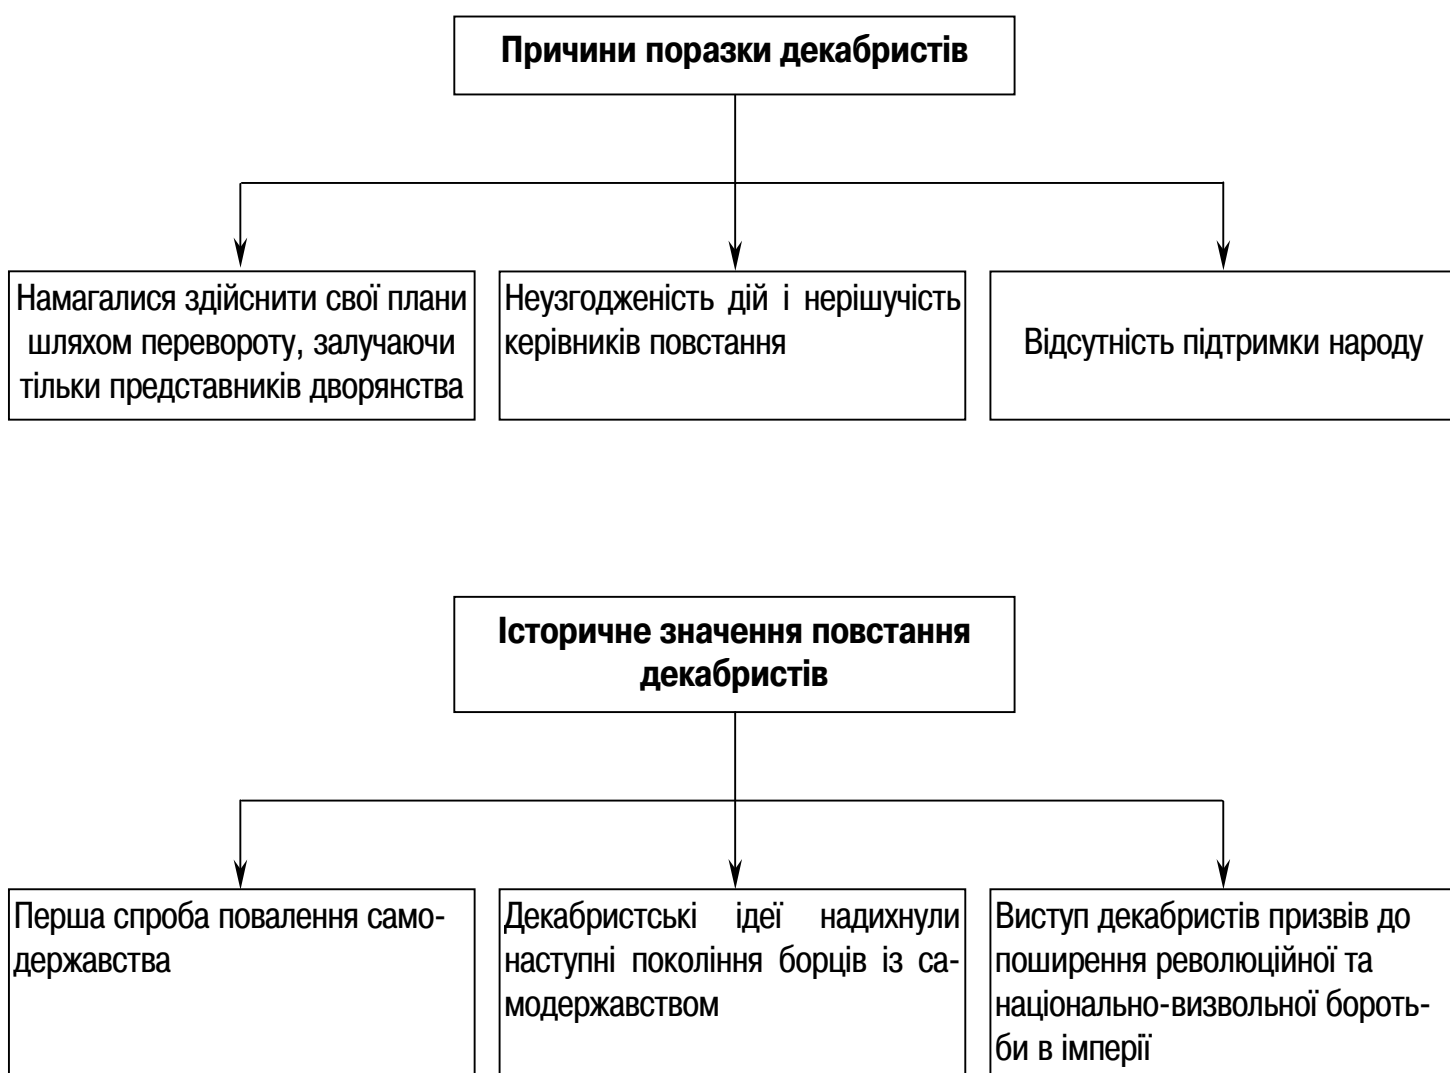 Причини поразки декабристів
Намагалися здійснити свої плани
шляхом перевороту, залучаючи
тільки представників дворянства
Неузгодженість дій і нерішучість
керівників повстання
Відсутність підтримки народу
Історичне значення повстання
декабристів
Перша спроба повалення само-
державства
Декабристські ідеї надихнули
наступні покоління борців із са-
модержавством
Виступ декабристів призвів до
поширення революційної та
національно-визвольної бороть-
би в імперії